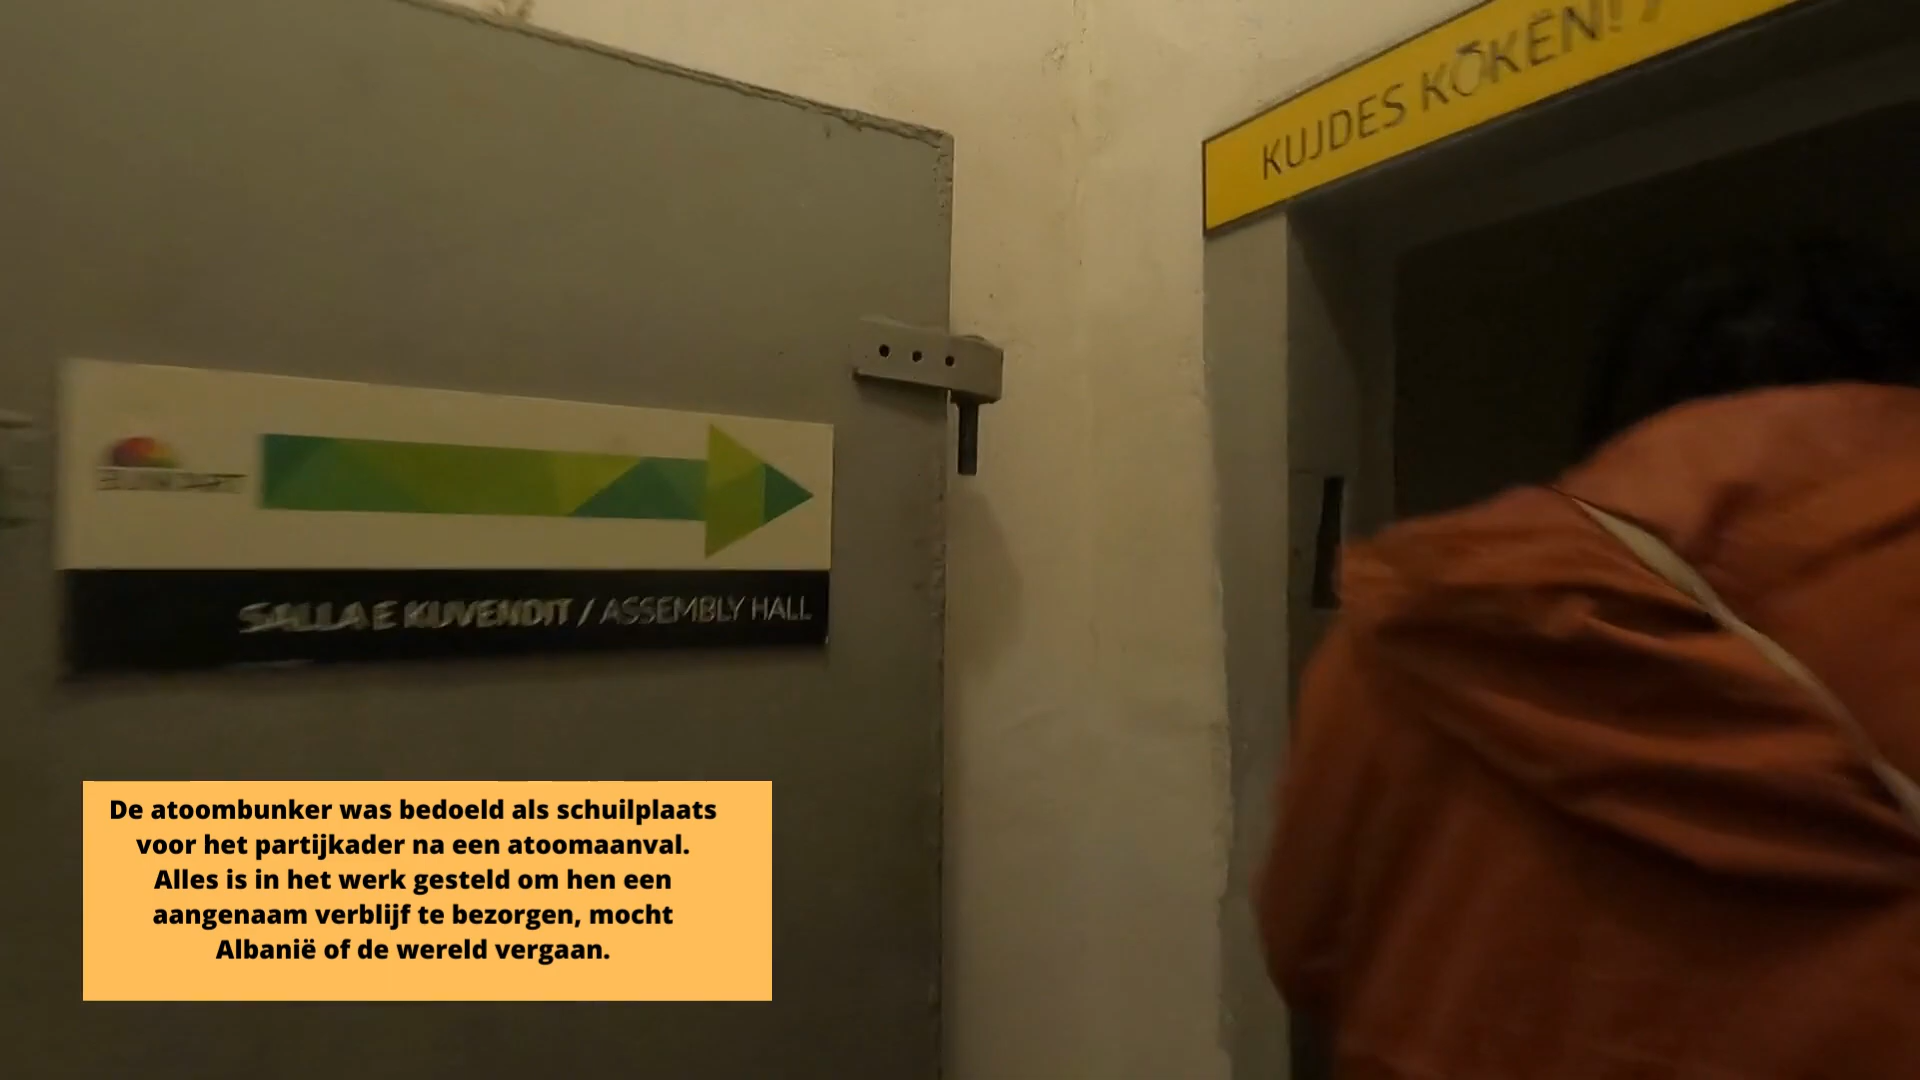 KUJDES KOKËN! /
SALLA E KUVENDIT / ASSEMBLY HALL
De atoombunker was bedoeld als schuilplaats
voor het partijkader na een atoomaanval.
Alles is in het werk gesteld om hen een
aangenaam verblijf te bezorgen, mocht
Albanië of de wereld vergaan.